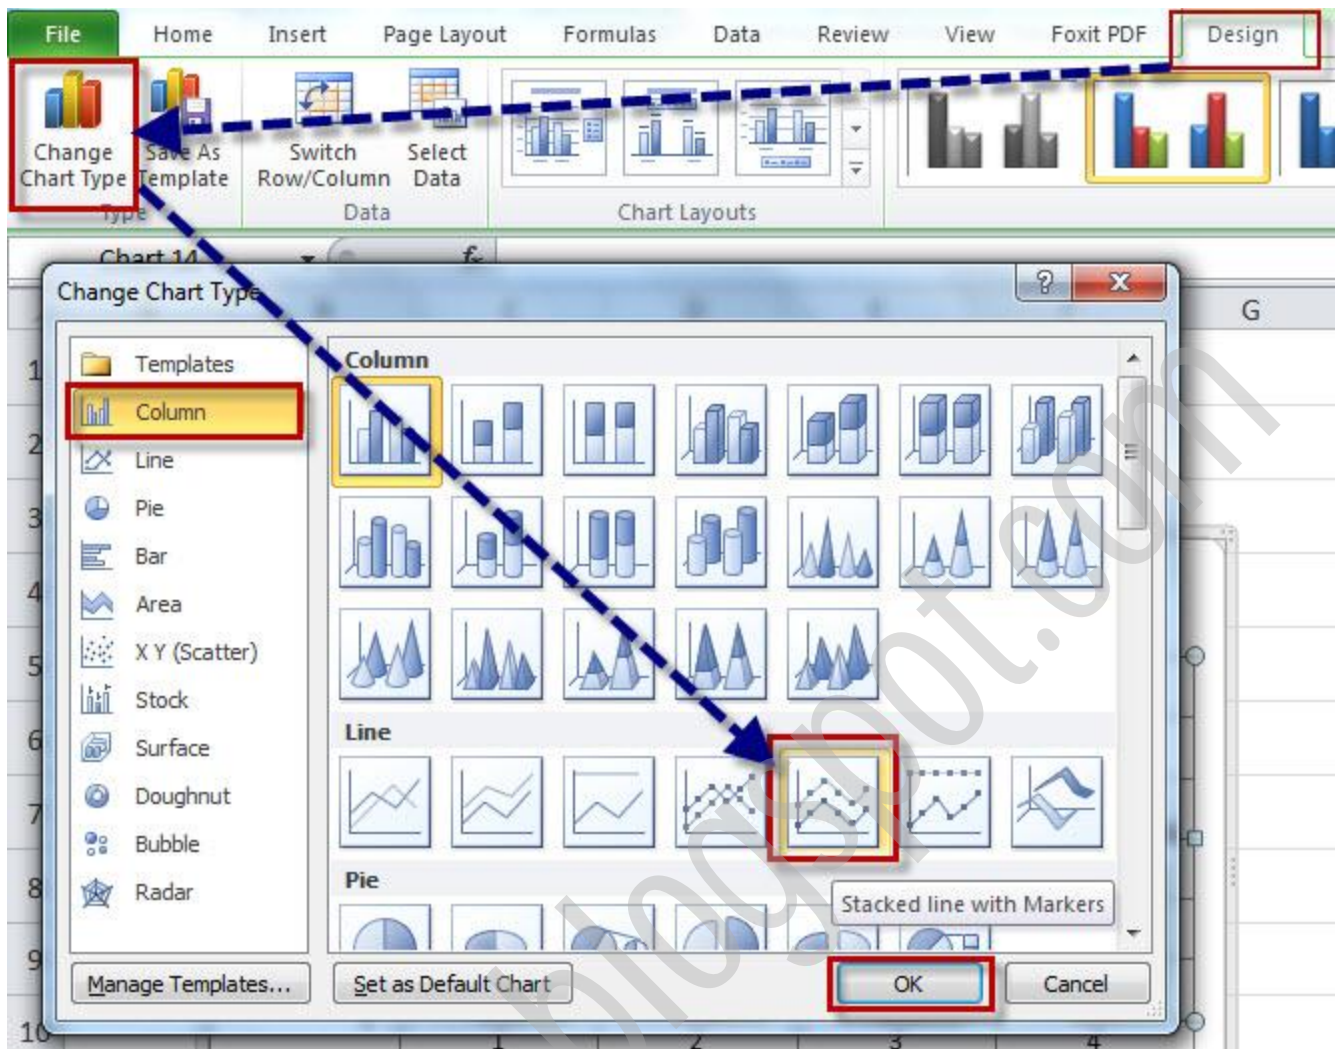 File Home Insert Page Layout Formulas Data Review View Foxit PDF Design
Change Save As Switch Select
Chart Type Template Row/Column Data
Type Data Chart Layouts
Chart 14 fx
Change Chart Type
G
Templates
Column
Line
Pie
Bar
Area
X Y (Scatter)
Stock
Surface
Doughnut
Bubble
Radar
Column
Line
Pie
Stacked line with Markers
Manage Templates... Set as Default Chart OK Cancel
1
2
3
4
5
6
7
8
9
10
1 2 3 4
blogspot.com